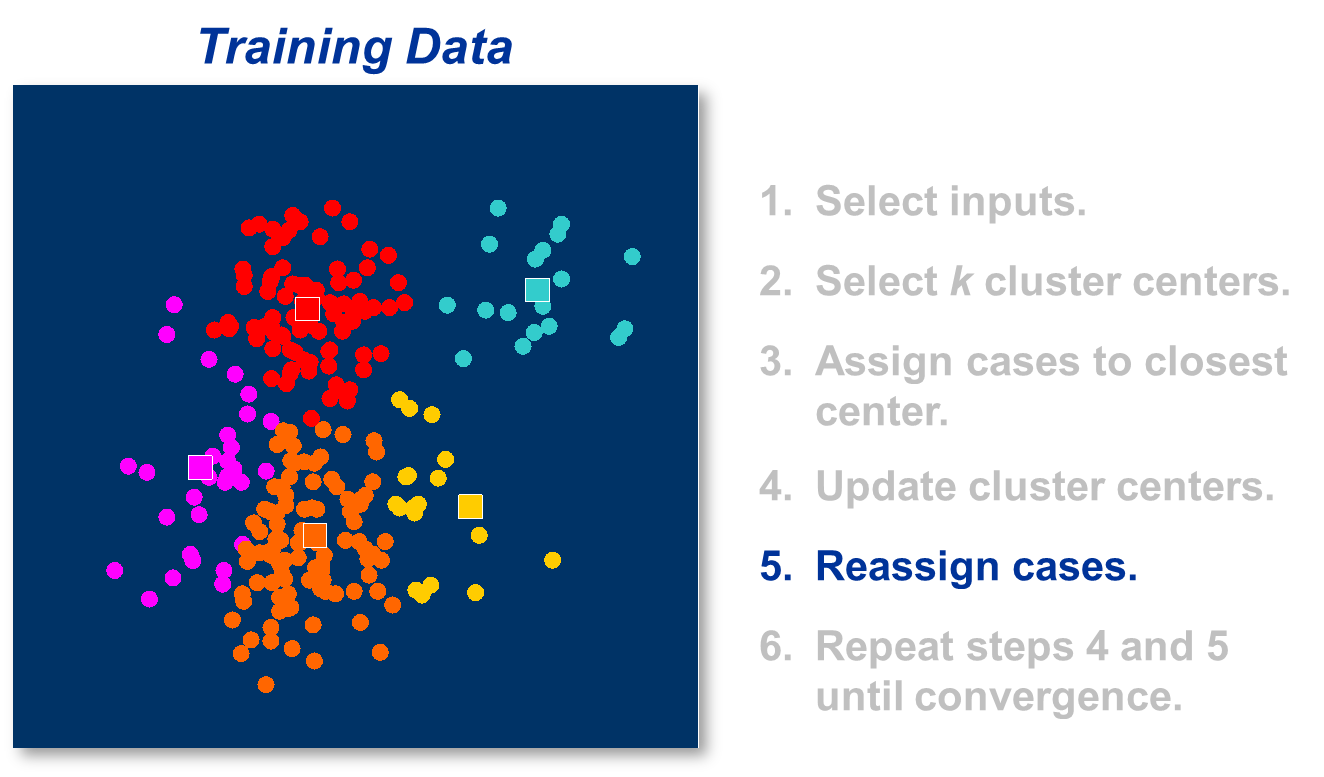 Training Data
1. Select inputs.
2. Select k cluster centers.
3. Assign cases to closest
center.
4. Update cluster centers.
5. Reassign cases.
6. Repeat steps 4 and 5
until convergence.